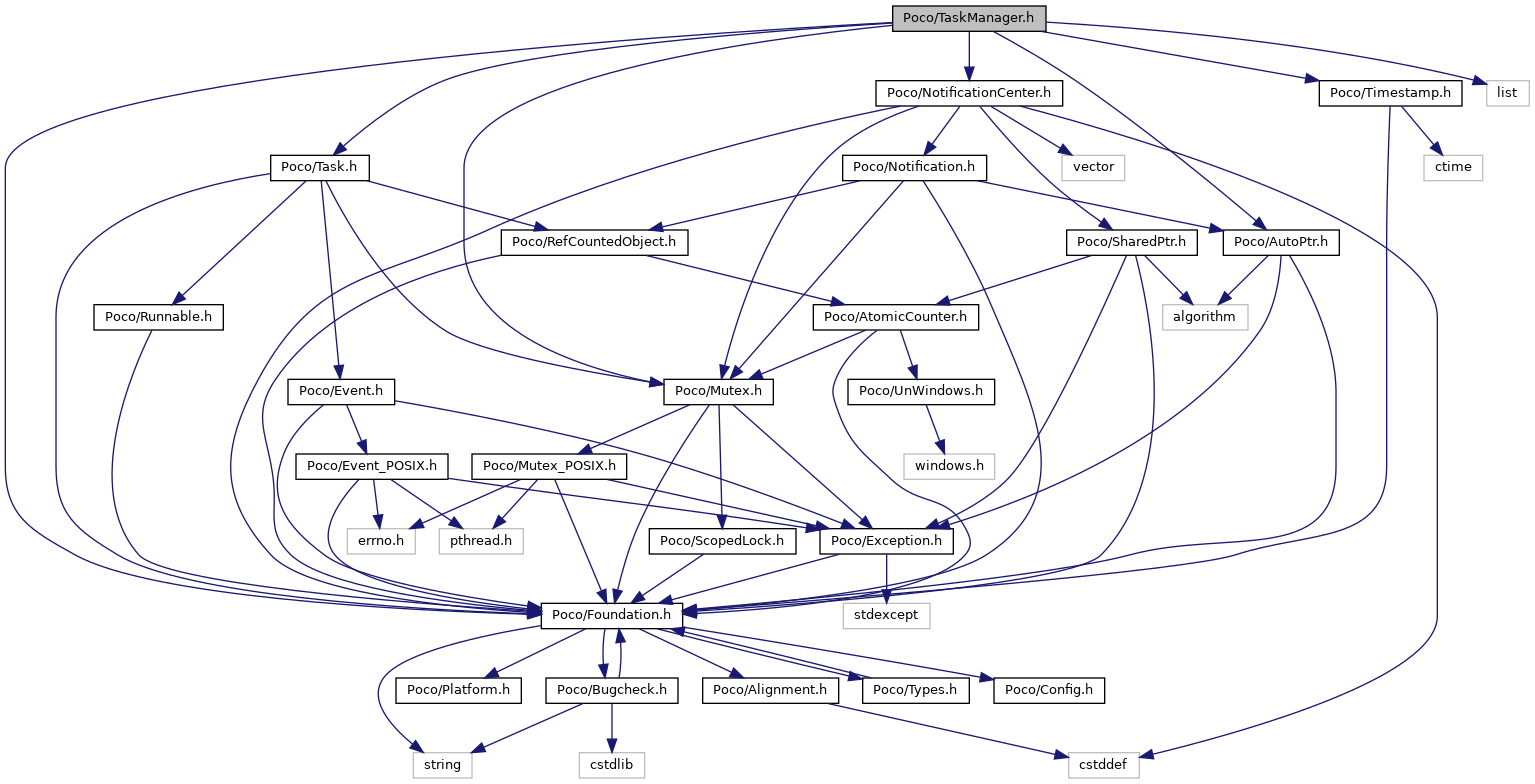 Poco/TaskManager.h
Poco/NotificationCenter.h
Poco/Timestamp.h
list
Poco/Task.h
Poco/Notification.h
vector
ctime
Poco/RefCountedObject.h
Poco/SharedPtr.h
Poco/AutoPtr.h
Poco/Runnable.h
Poco/AtomicCounter.h
algorithm
Poco/Event.h
Poco/Mutex.h
Poco/UnWindows.h
Poco/Event_POSIX.h
Poco/Mutex_POSIX.h
windows.h
errno.h
pthread.h
Poco/ScopedLock.h
Poco/Exception.h
Poco/Foundation.h
stdexcept
Poco/Platform.h
Poco/Bugcheck.h
Poco/Alignment.h
Poco/Types.h
Poco/Config.h
string
cstdlib
cstddef